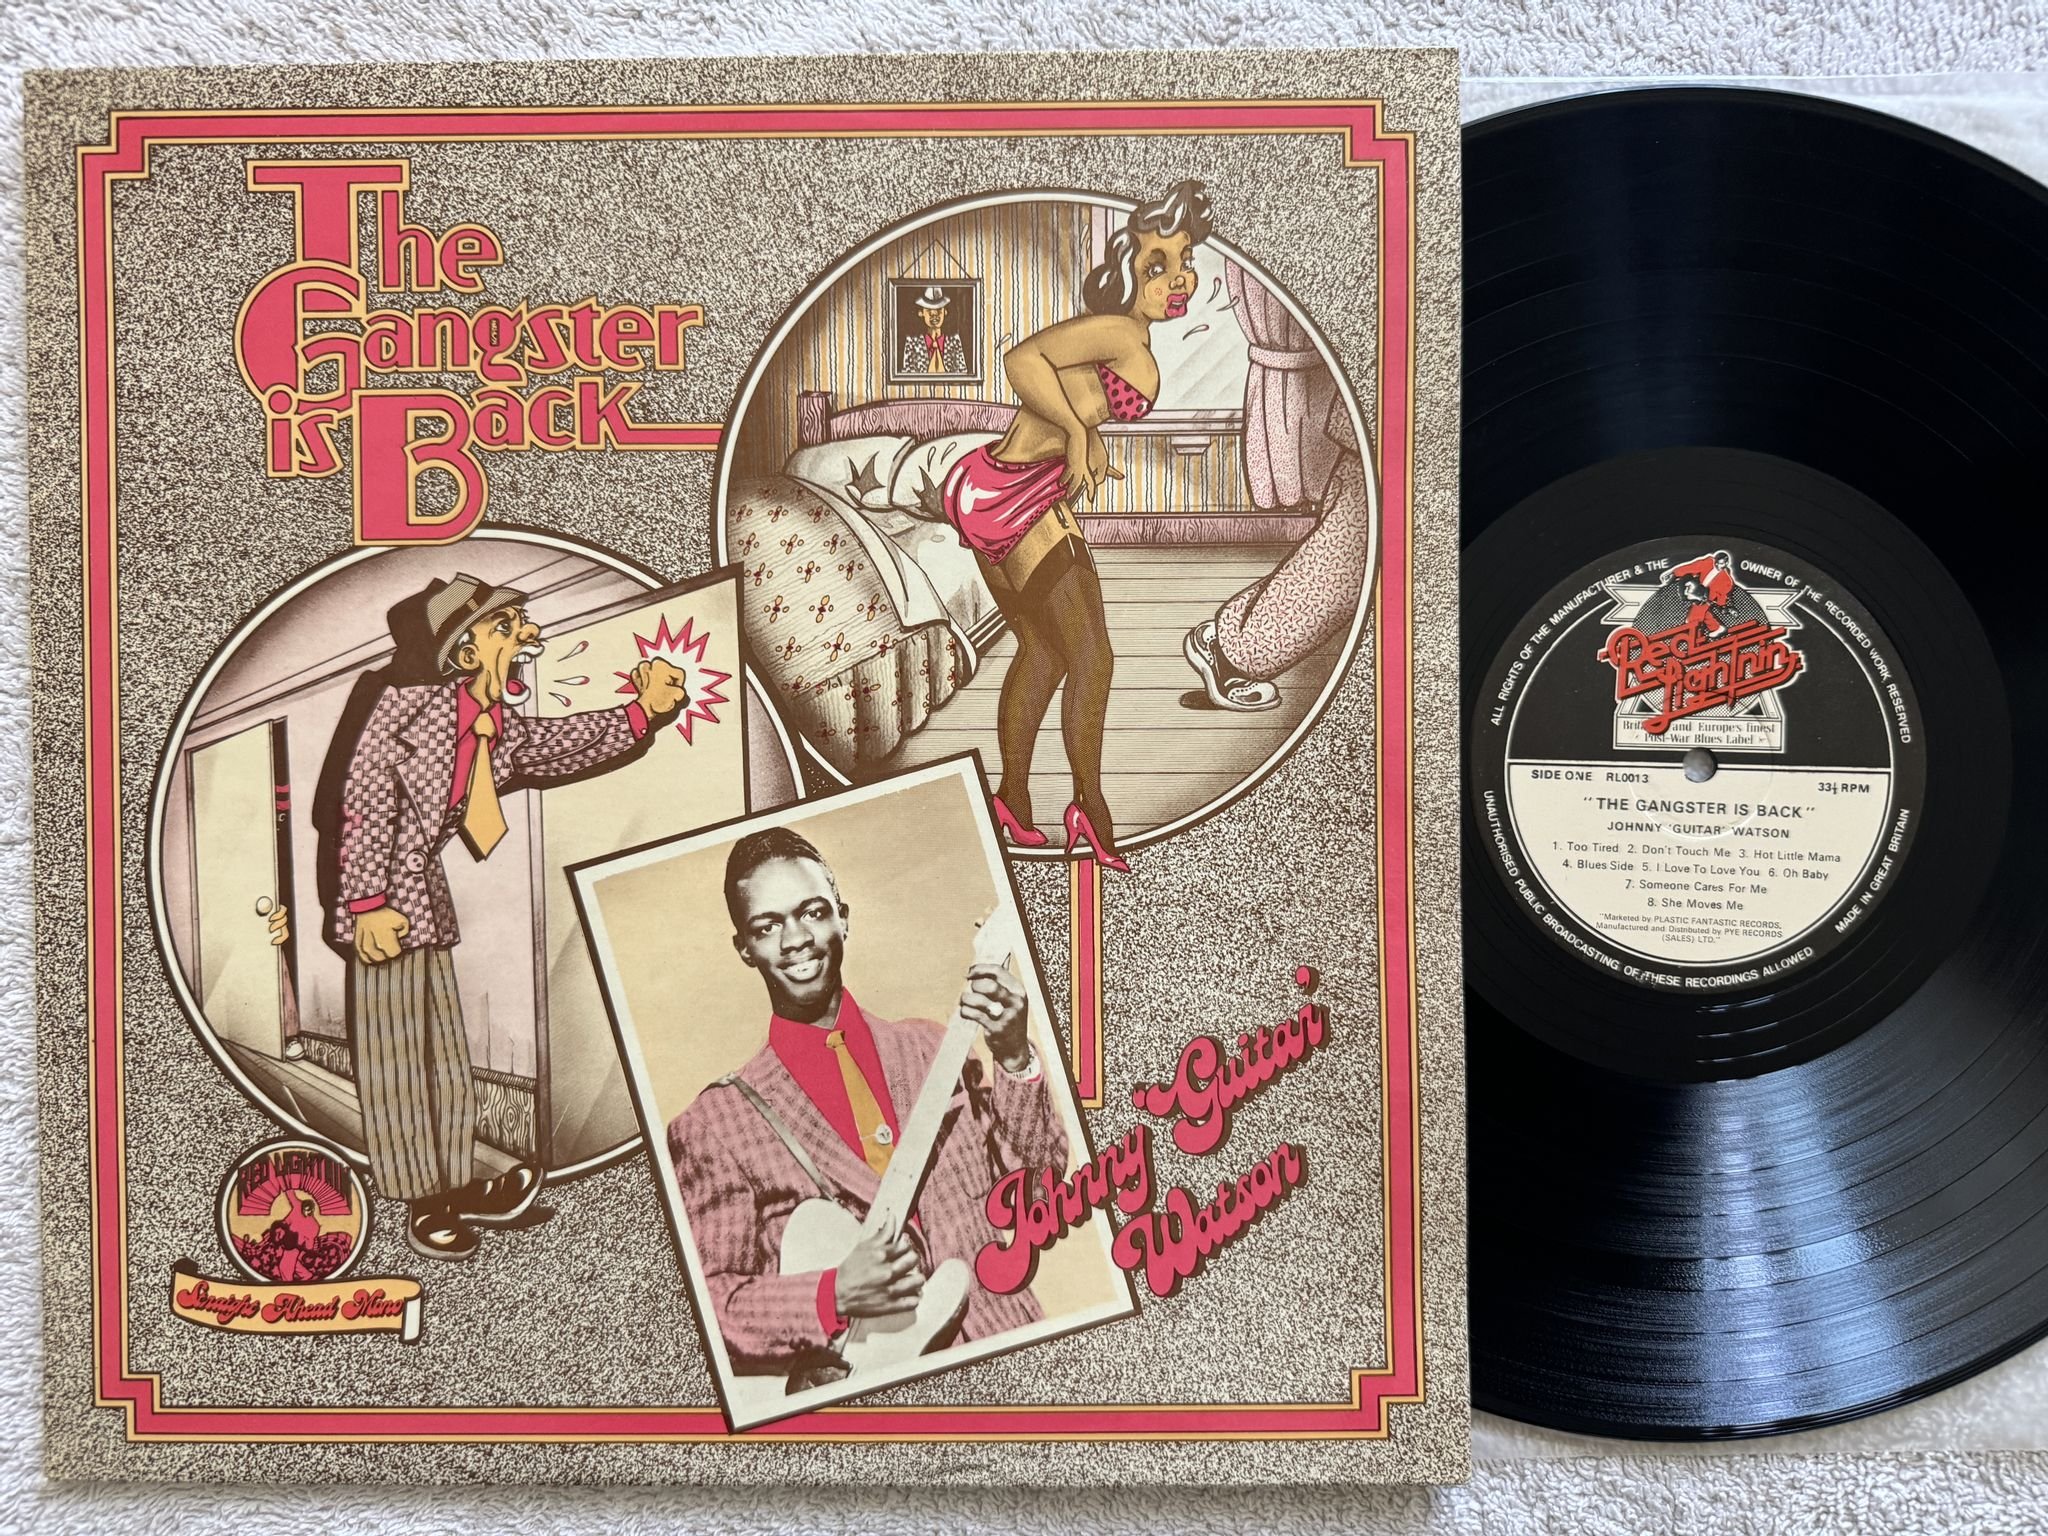 The
Gangster
is Back
Johnny "Guitar"
Watson
RED LIGHTNIN'
Straight Ahead Mono
ALL RIGHTS OF THE MANUFACTURER & THE OWNER OF THE RECORDED WORK RESERVED
Red
Lightnin'
and Europe's finest
Post-War Blues Label
SIDE ONE RL0013
33⅓ RPM
"THE GANGSTER IS BACK"
JOHNNY 'GUITAR' WATSON
1. Too Tired 2. Don't Touch Me 3. Hot Little Mama
4. Blues Side 5. I Love To Love You 6. Oh Baby
7. Someone Cares For Me
8. She Moves Me
"Marketed by PLASTIC FANTASTIC RECORDS,
Manufactured and Distributed by PYE RECORDS
(SALES) LTD."
UNAUTHORISED PUBLIC BROADCASTING OF THESE RECORDINGS ALLOWED
MADE IN GREAT BRITAIN